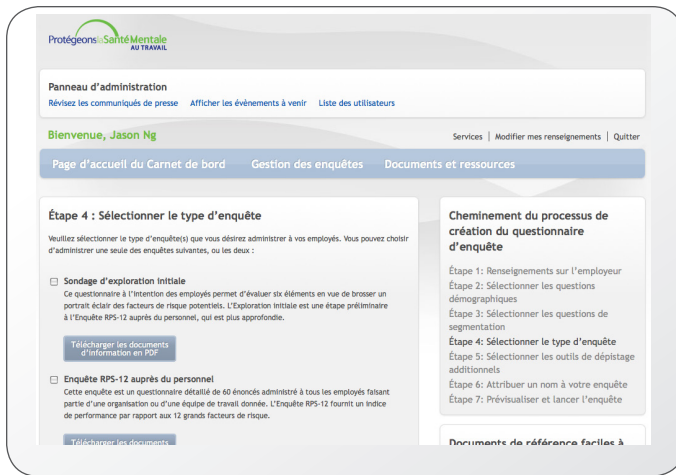 Protégeons la Santé Mentale
AU TRAVAIL
Panneau d'administration
Révisez les communiqués de presse Afficher les évènements à venir Liste des utilisateurs
Bienvenue, Jason Ng
Services | Modifier mes renseignements | Quitter
Page d'accueil du Carnet de bord Gestion des enquêtes Documents et ressources
Étape 4 : Sélectionner le type d'enquête
Veuillez sélectionner le type d'enquête(s) que vous désirez administrer à vos employés. Vous pouvez choisir
d'administrer une seule des enquêtes suivantes, ou les deux :
Sondage d'exploration initiale
Ce questionnaire à l'intention des employés permet d'évaluer six éléments en vue de brosser un
portrait éclair des facteurs de risque potentiels. L'Exploration initiale est une étape préliminaire
à l'Enquête RPS-12 auprès du personnel, qui est plus approfondie.
Télécharger les documents
d'information en PDF
Enquête RPS-12 auprès du personnel
Cette enquête est un questionnaire détaillé de 60 énoncés administré à tous les employés faisant
partie d'une organisation ou d'une équipe de travail donnée. L'Enquête RPS-12 fournit un indice
de performance par rapport aux 12 grands facteurs de risque.
Télécharger les documents
Cheminement du processus de
création du questionnaire
d'enquête
Étape 1: Renseignements sur l'employeur
Étape 2: Sélectionner les questions
démographiques
Étape 3: Sélectionner les questions de
segmentation
Étape 4: Sélectionner le type d'enquête
Étape 5: Sélectionner les outils de dépistage
additionnels
Étape 6: Attribuer un nom à votre enquête
Étape 7: Prévisualiser et lancer l'enquête
Documents de référence faciles à